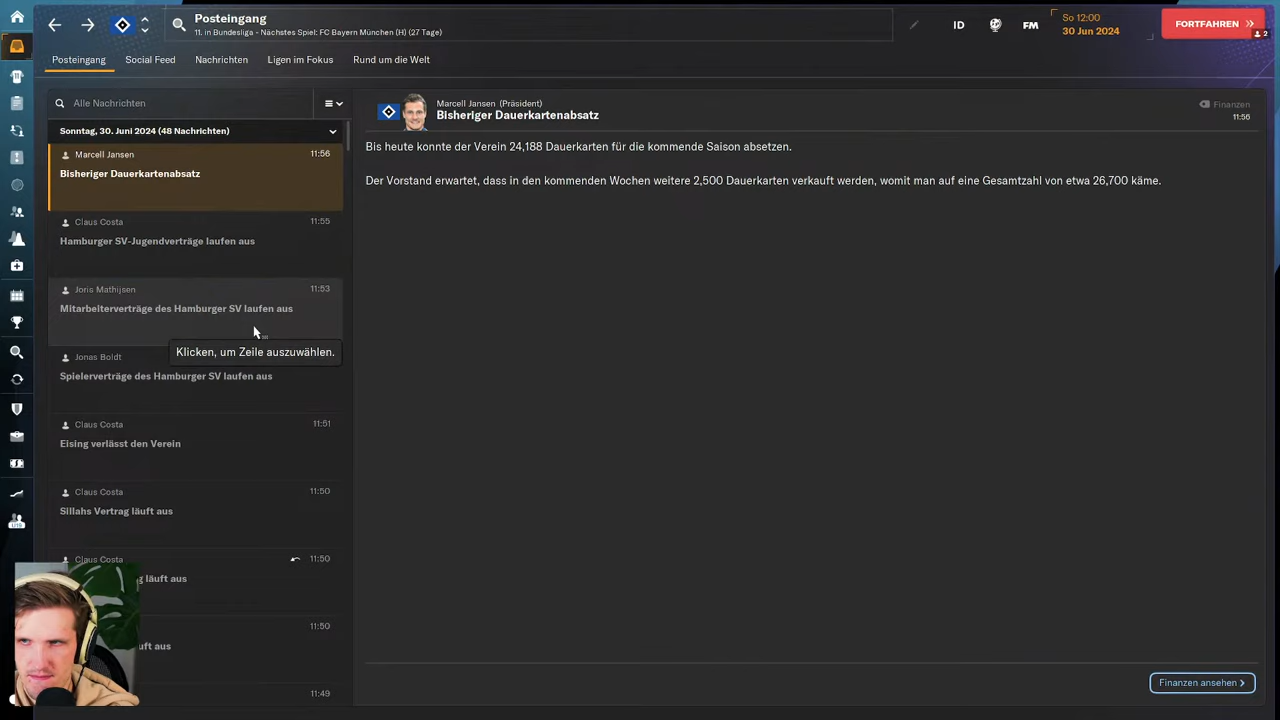 Posteingang
11. in Bundesliga - Nächstes Spiel: FC Bayern München (H) (27 Tage)
ID
FM
So 12:00
30 Jun 2024
FORTFAHREN
2
Posteingang
Social Feed
Nachrichten
Ligen im Fokus
Rund um die Welt
Alle Nachrichten
Sonntag, 30. Juni 2024 (48 Nachrichten)
Marcell Jansen
11:56
Bisheriger Dauerkartenabsatz
Claus Costa
11:55
Hamburger SV-Jugendverträge laufen aus
Joris Mathijsen
11:53
Mitarbeiterverträge des Hamburger SV laufen aus
Klicken, um Zeile auszuwählen.
Jonas Boldt
Spielerverträge des Hamburger SV laufen aus
Claus Costa
11:51
Eising verlässt den Verein
Claus Costa
11:50
Sillahs Vertrag läuft aus
Claus Costa
11:50
läuft aus
11:50
uft aus
11:49
Marcell Jansen (Präsident)
Bisheriger Dauerkartenabsatz
Finanzen
11:56
Bis heute konnte der Verein 24,188 Dauerkarten für die kommende Saison absetzen.
Der Vorstand erwartet, dass in den kommenden Wochen weitere 2,500 Dauerkarten verkauft werden, womit man auf eine Gesamtzahl von etwa 26,700 käme.
Finanzen ansehen
U19